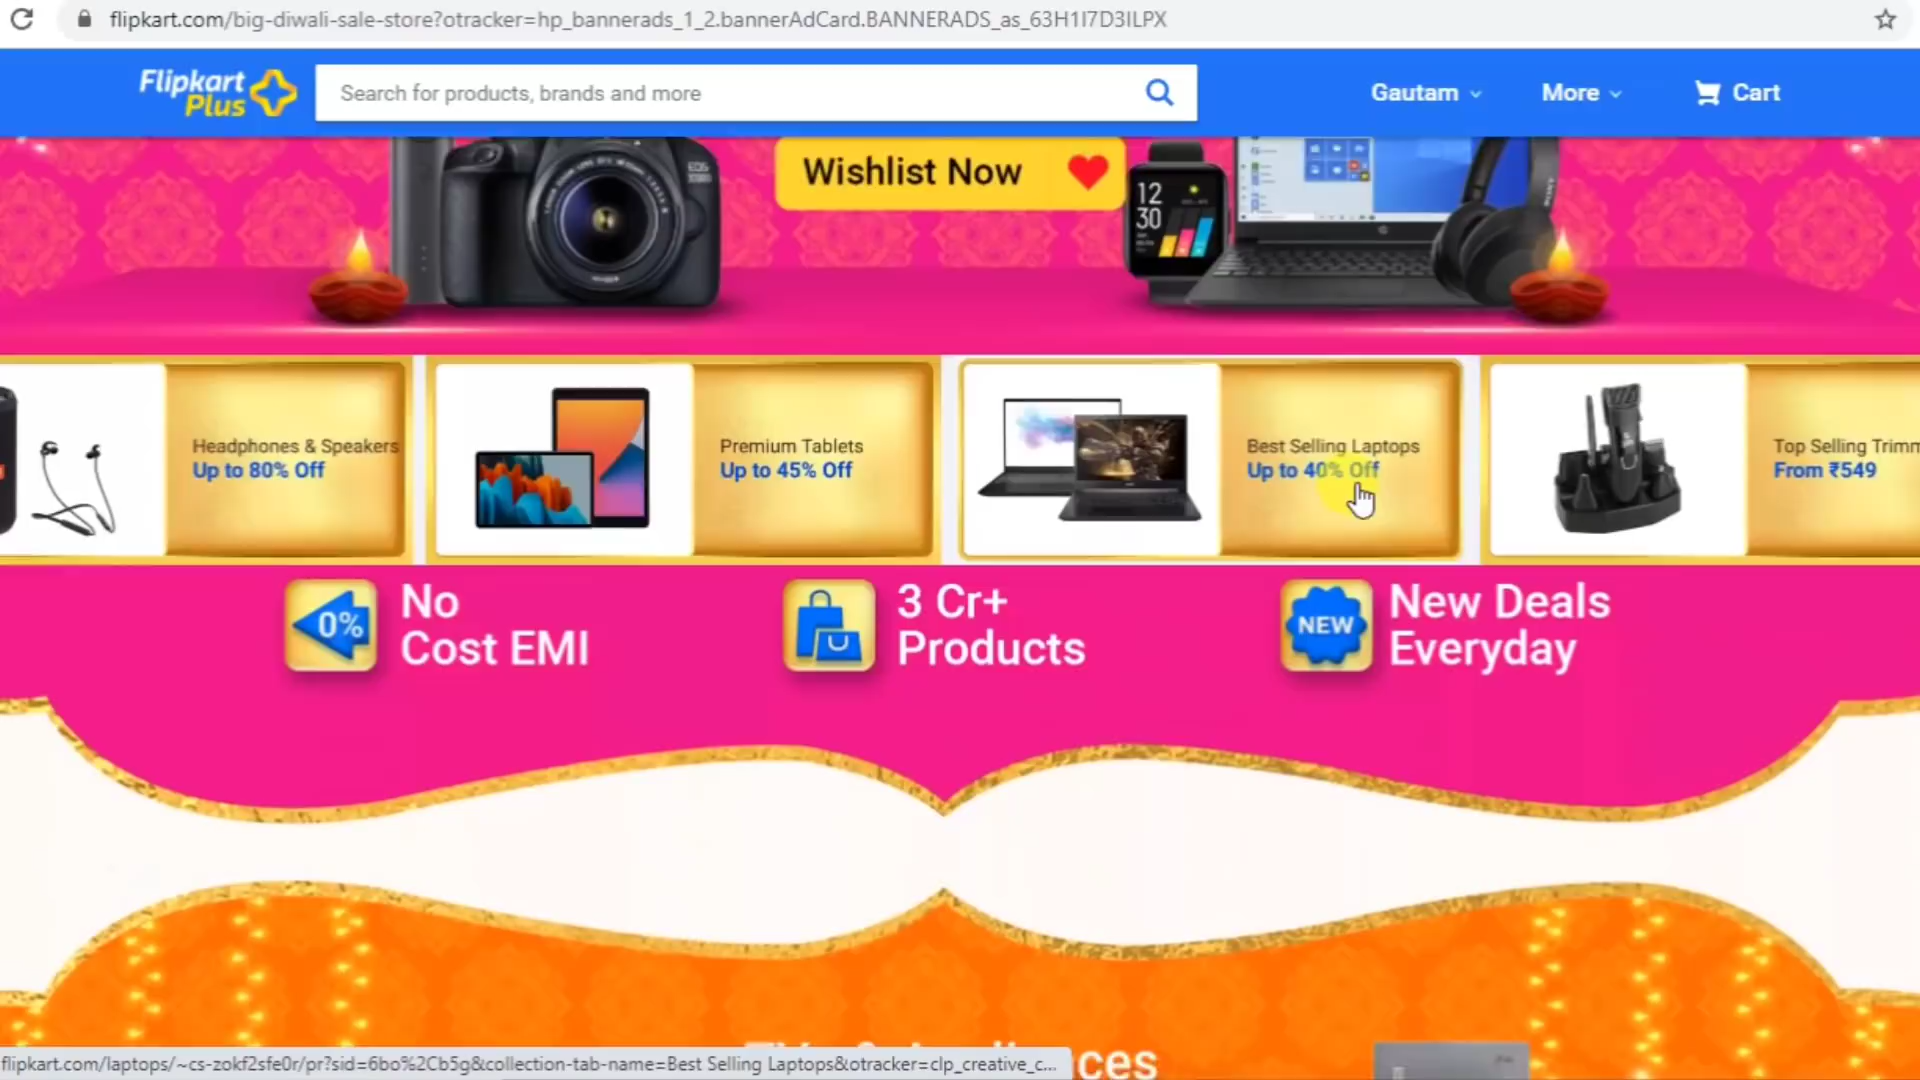 flipkart.com/big-diwali-sale-store?otracker=hp_bannerads_1_2.bannerAdCard.BANNERADS_as_63H1I7D3ILPX
Flipkart
Plus
Search for products, brands and more
Gautam
More
Cart
Wishlist Now
12
30
Headphones & Speakers
Up to 80% Off
Premium Tablets
Up to 45% Off
Best Selling Laptops
Up to 40% Off
Top Selling
From ₹549
0%
No
Cost EMI
3 Cr+
Products
NEW
New Deals
Everyday
flipkart.com/laptops/~cs-zokf2sfe0r/pr?sid=6bo%2Cb5g&collection-tab-name=Best Selling Laptops&otracker=clp_creative_c...